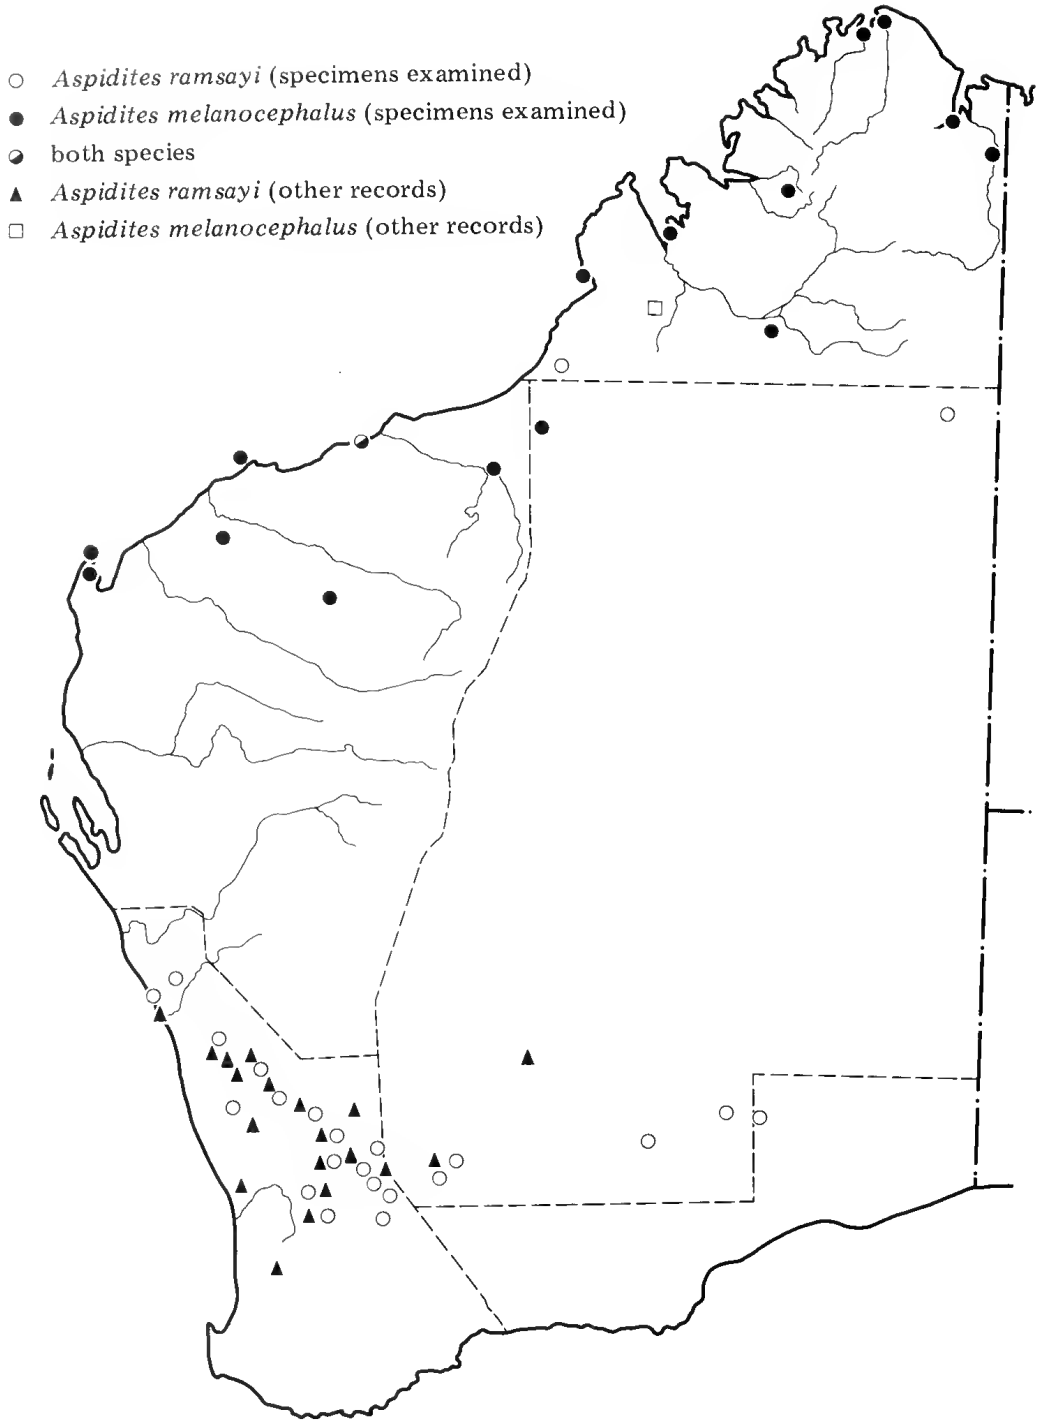 Aspidites ramsayi (specimens examined)
Aspidites melanocephalus (specimens examined)
both species
Aspidites ramsayi (other records)
Aspidites melanocephalus (other records)